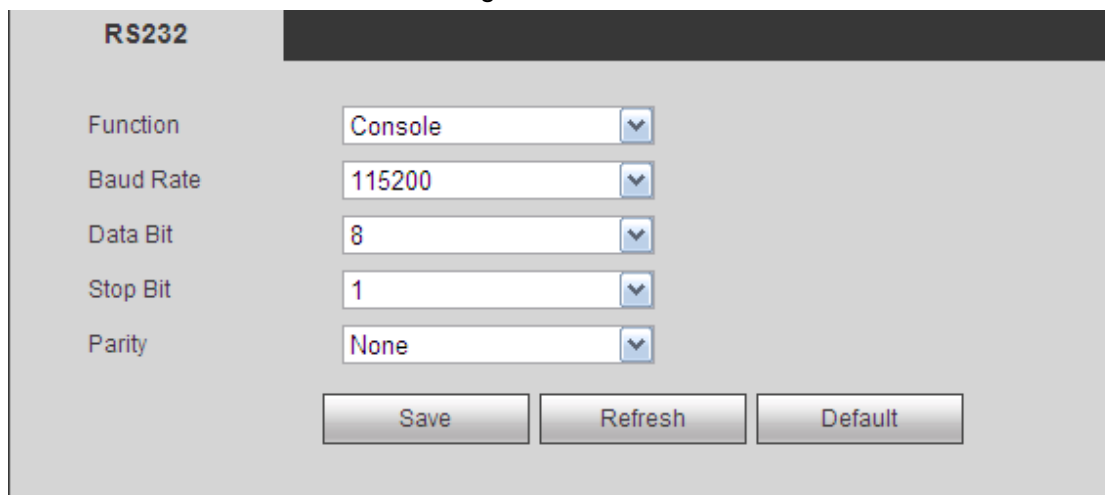 RS232
Function Console
Baud Rate 115200
Data Bit 8
Stop Bit 1
Parity None
Save Refresh Default